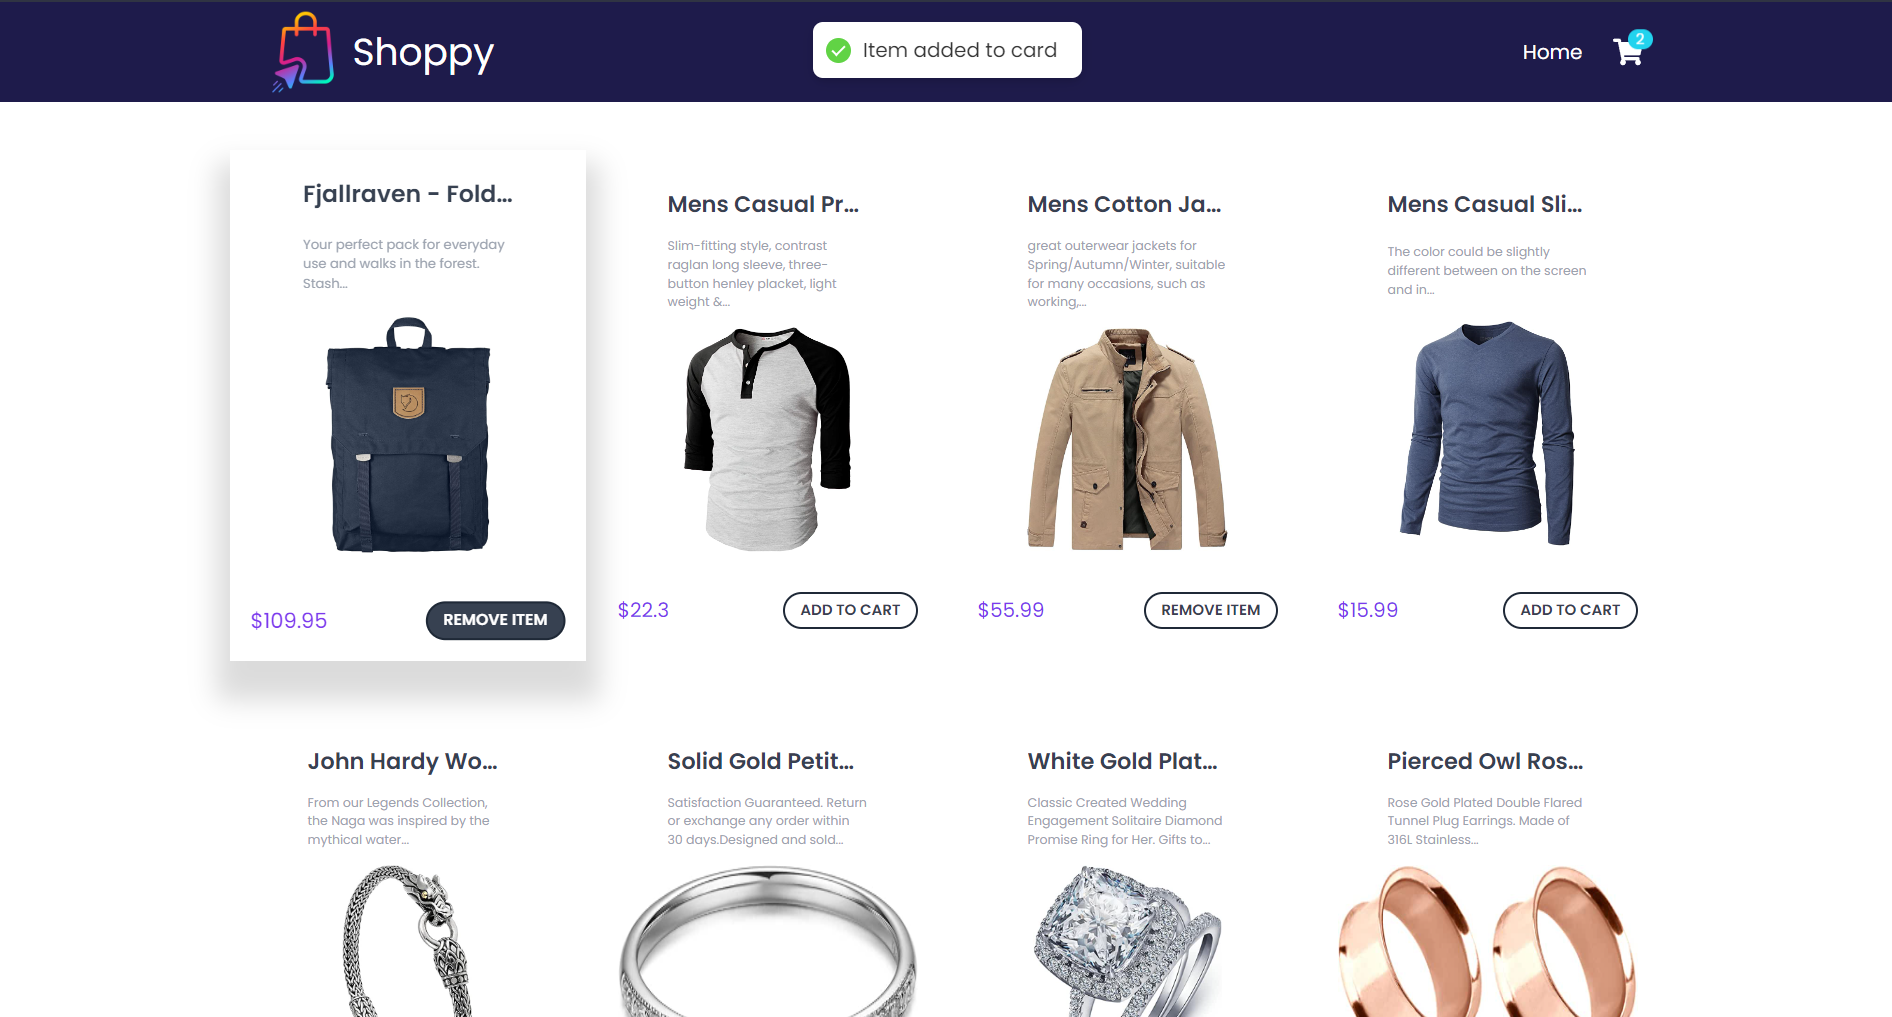 Shoppy
Item added to card
Home
2
Fjallraven - Fold...
Your perfect pack for everyday
use and walks in the forest.
Stash...
$109.95
REMOVE ITEM
Mens Casual Pr...
Slim-fitting style, contrast
raglan long sleeve, three-
button henley placket, light
weight &...
$22.3
ADD TO CART
Mens Cotton Ja...
great outerwear jackets for
Spring/Autumn/Winter, suitable
for many occasions, such as
working,...
$55.99
REMOVE ITEM
Mens Casual Sli...
The color could be slightly
different between on the screen
and in...
$15.99
ADD TO CART
John Hardy Wo...
From our Legends Collection,
the Naga was inspired by the
mythical water...
Solid Gold Petit...
Satisfaction Guaranteed. Return
or exchange any order within
30 days.Designed and sold...
White Gold Plat...
Classic Created Wedding
Engagement Solitaire Diamond
Promise Ring for Her. Gifts to...
Pierced Owl Ros...
Rose Gold Plated Double Flared
Tunnel Plug Earrings. Made of
316L Stainless...